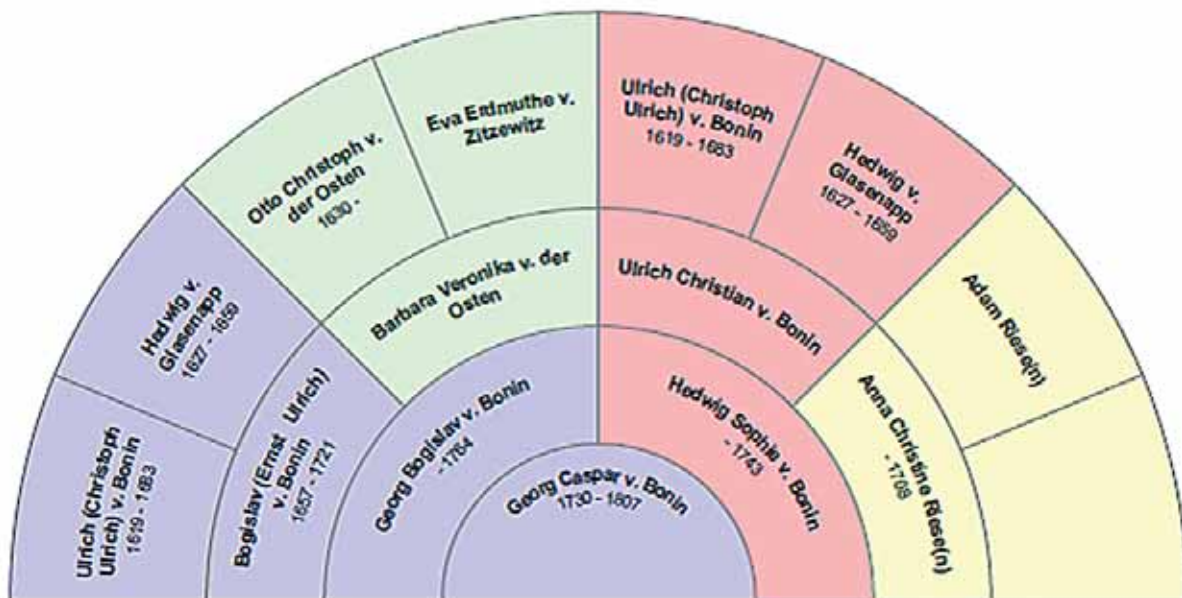 Ulrich (Christoph
Ulrich) v. Bonin
1619 - 1683
Hedwig v.
Glasenapp
1627 - 1659
Otto Christoph v.
der Osten
1630 -
Eva Erdmuthe v.
Zitzewitz
Ulrich (Christoph
Ulrich) v. Bonin
1619 - 1683
Hedwig v.
Glasenapp
1627 - 1659
Adam Riese(n)
Bogislav (Ernst Ulrich)
v. Bonin
1657 - 1721
Barbara Veronika v. der
Osten
Ulrich Christian v. Bonin
Anna Christine Riese(n)
- 1708
Georg Bogislav v. Bonin
-1764
Hedwig Sophie v. Bonin
- 1743
Georg Caspar v. Bonin
1730 - 1807